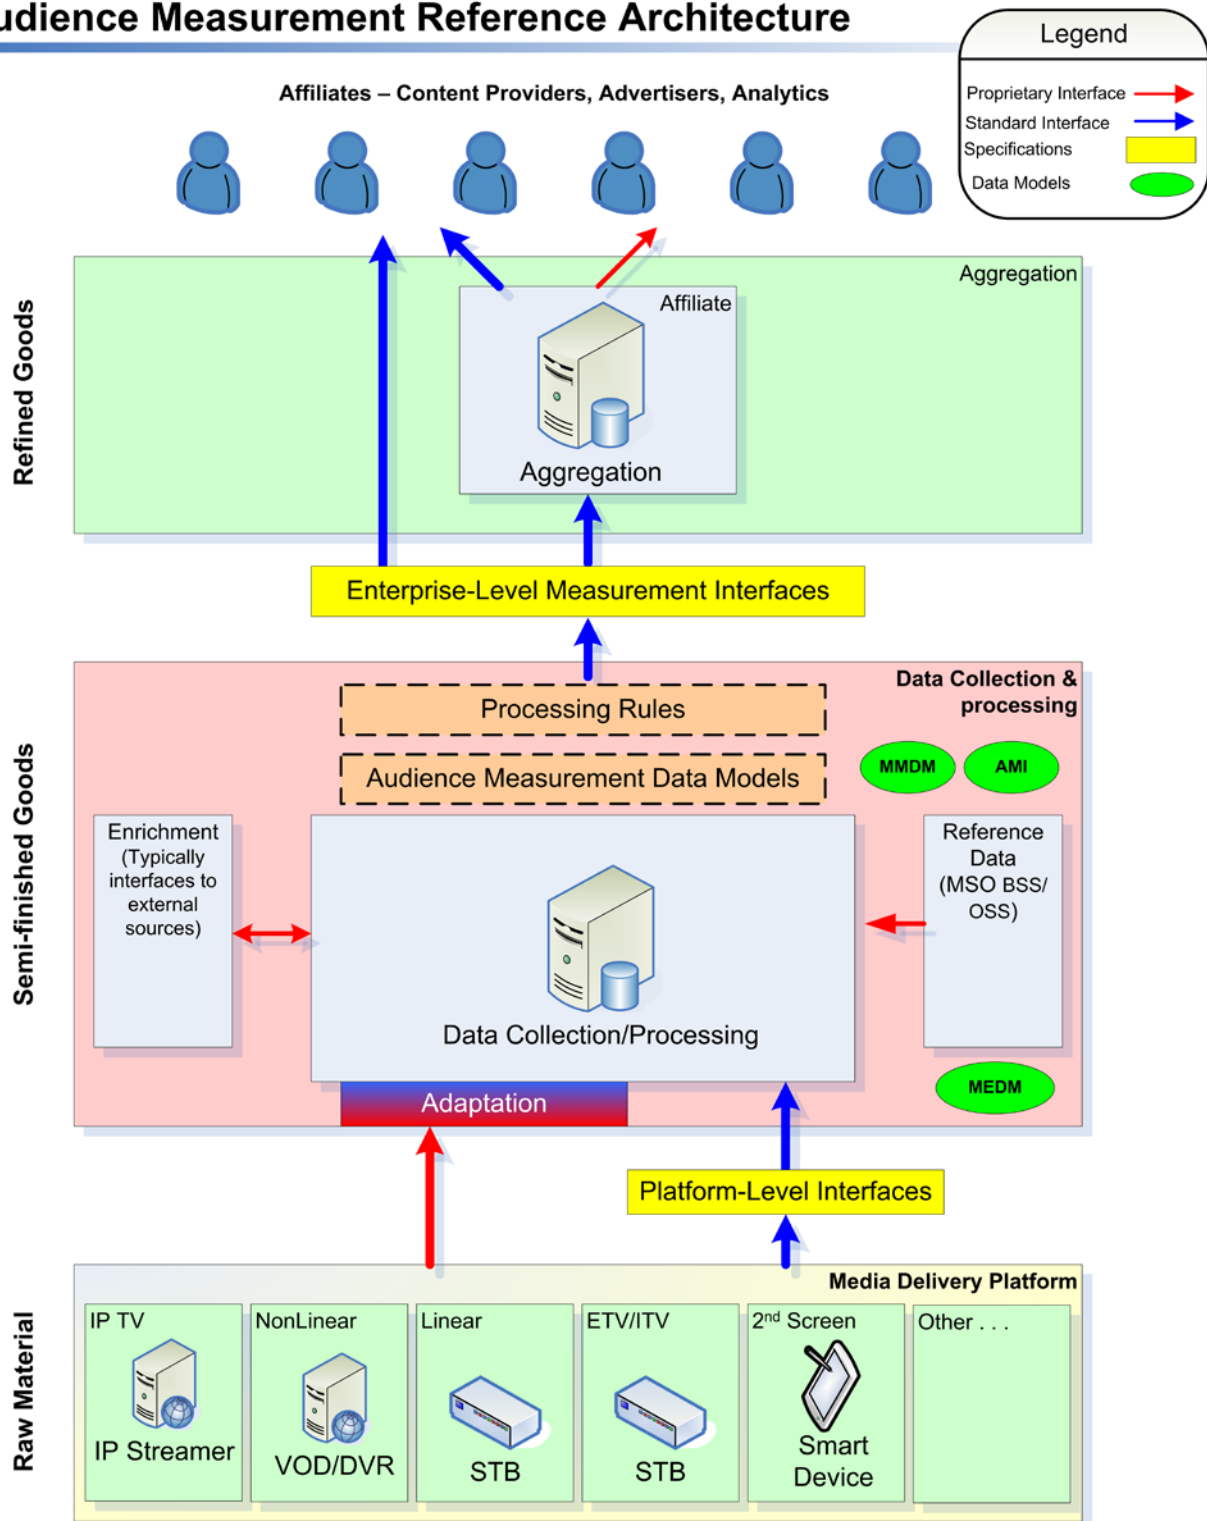 udience Measurement Reference Architecture
Legend
Proprietary Interface
Standard Interface
Specifications
Data Models
Affiliates – Content Providers, Advertisers, Analytics
Refined Goods
Aggregation
Affiliate
Aggregation
Enterprise-Level Measurement Interfaces
Semi-finished Goods
Data Collection &
processing
Processing Rules
Audience Measurement Data Models
MMDM
AMI
Enrichment
(Typically
interfaces to
external
sources)
Reference
Data
(MSO BSS/
OSS)
Data Collection/Processing
MEDM
Adaptation
Platform-Level Interfaces
Raw Material
Media Delivery Platform
IP TV
IP Streamer
NonLinear
VOD/DVR
Linear
STB
ETV/ITV
STB
2nd Screen
Smart
Device
Other . . .